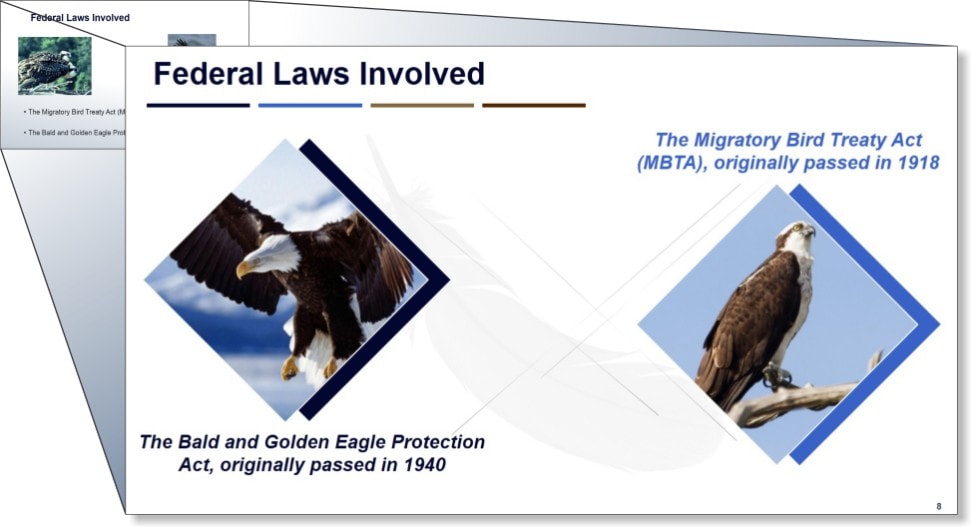 Federal Laws Involved
• The Migratory Bird Treaty Act (M
• The Bald and Golden Eagle Prot
Federal Laws Involved
The Migratory Bird Treaty Act
(MBTA), originally passed in 1918
The Bald and Golden Eagle Protection
Act, originally passed in 1940
8